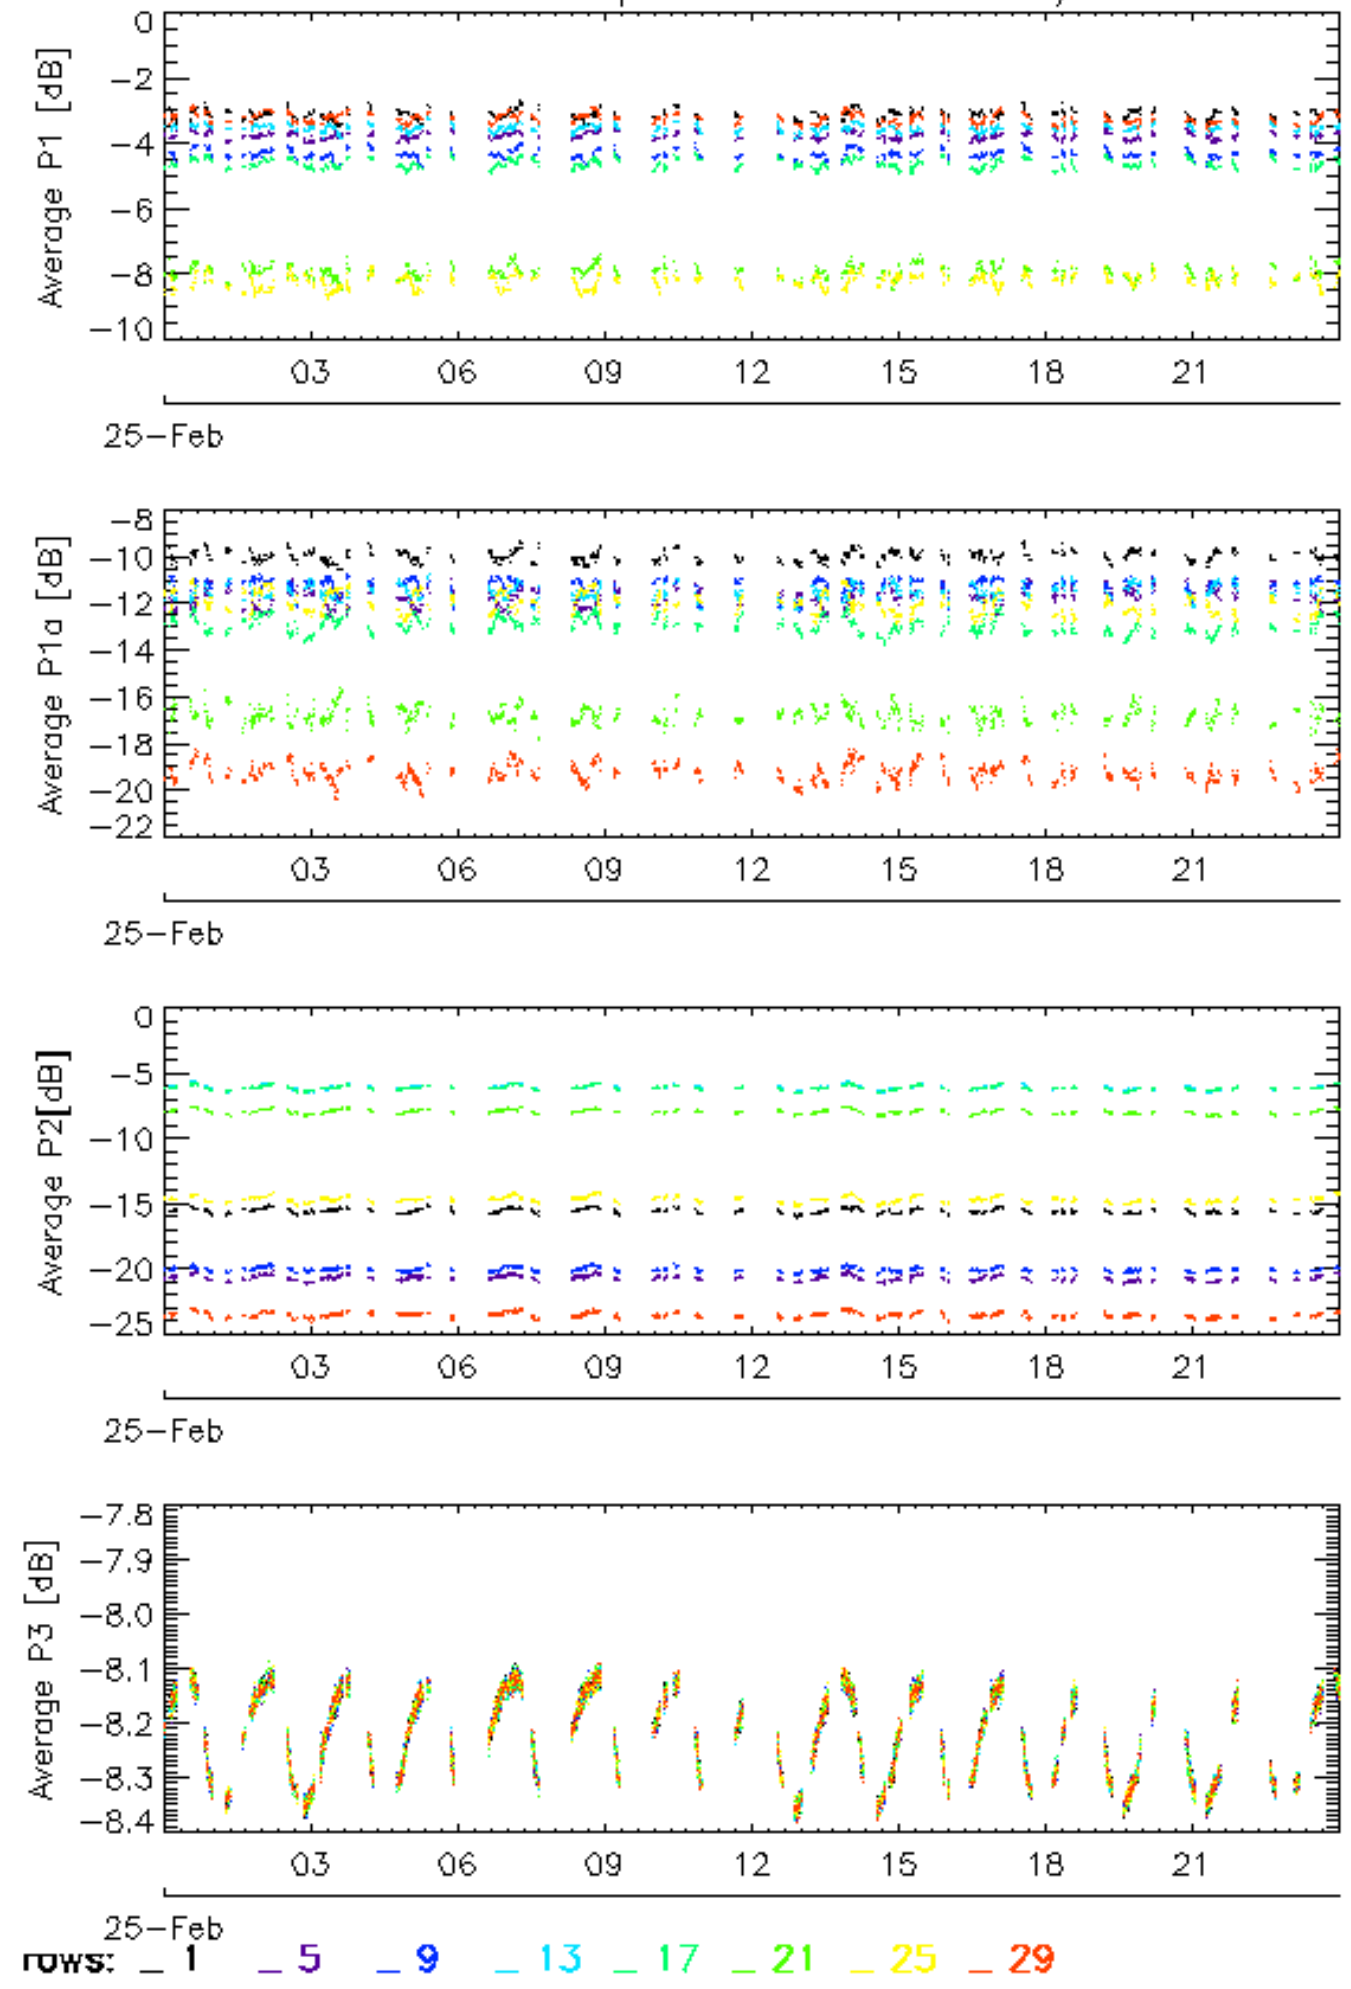 0
-2
-4
-6
-8
-10
Average P1 [dB]
03 06 09 12 15 18 21
25-Feb
-8
-10
-12
-14
-16
-18
-20
-22
Average P1a [dB]
03 06 09 12 15 18 21
25-Feb
0
-5
-10
-15
-20
-25
Average P2[dB]
03 06 09 12 15 18 21
25-Feb
-7.8
-7.9
-8.0
-8.1
-8.2
-8.3
-8.4
Average P3 [dB]
03 06 09 12 15 18 21
25-Feb
rows: _ 1 _ 5 _ 9 _ 13 _ 17 _ 21 _ 25 _ 29